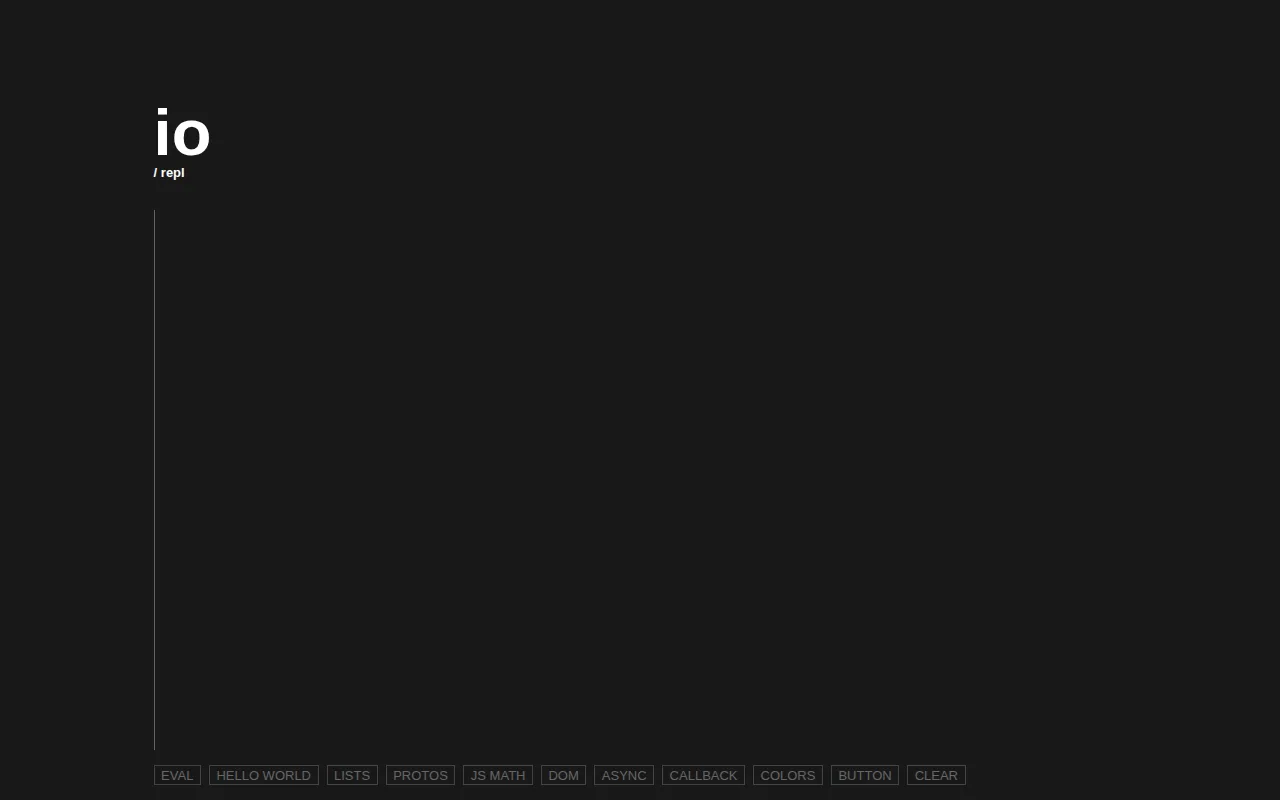 io
/ repl
EVAL HELLO WORLD LISTS PROTOS JS MATH DOM ASYNC CALLBACK COLORS BUTTON CLEAR